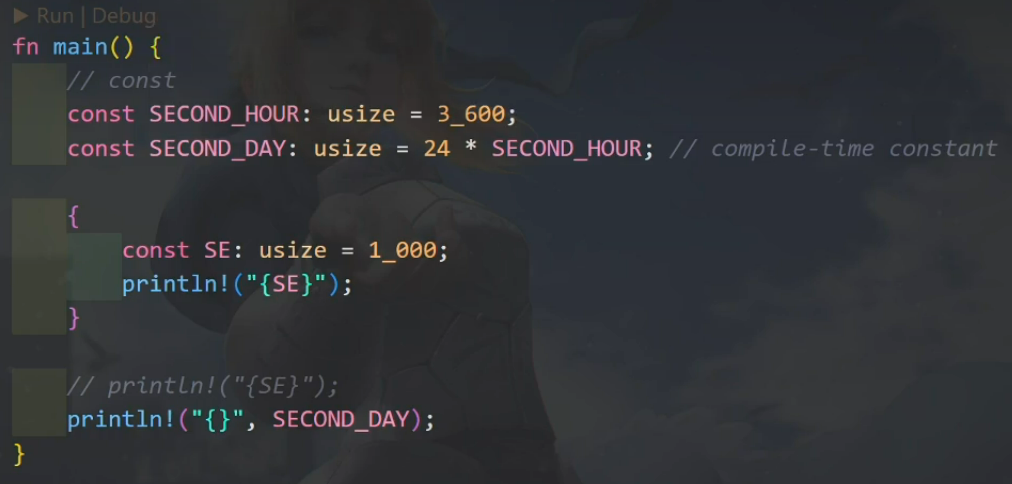 ▶ Run | Debug
fn main() {
    // const
    const SECOND_HOUR: usize = 3_600;
    const SECOND_DAY: usize = 24 * SECOND_HOUR; // compile-time constant

    {
        const SE: usize = 1_000;
        println!("{SE}");
    }

    // println!("{SE}");
    println!("{}", SECOND_DAY);
}